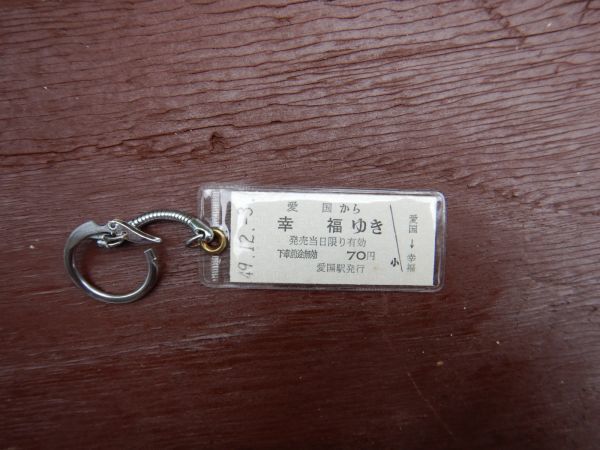 愛国から
幸福ゆき
発売当日限り有効
下車前途無効 70円
愛国駅発行
小
愛国→幸福
49.12.-3